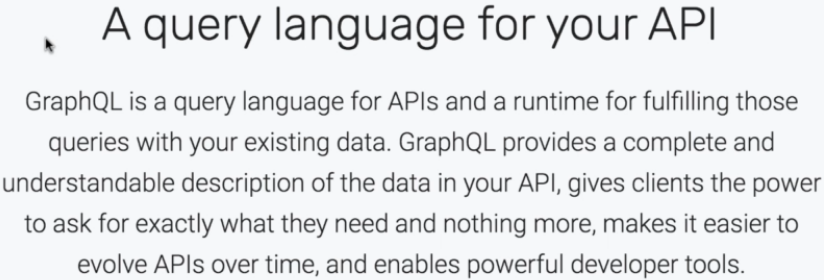 A query language for your API
GraphQL is a query language for APIs and a runtime for fulfilling those
queries with your existing data. GraphQL provides a complete and
understandable description of the data in your API, gives clients the power
to ask for exactly what they need and nothing more, makes it easier to
evolve APIs over time, and enables powerful developer tools.